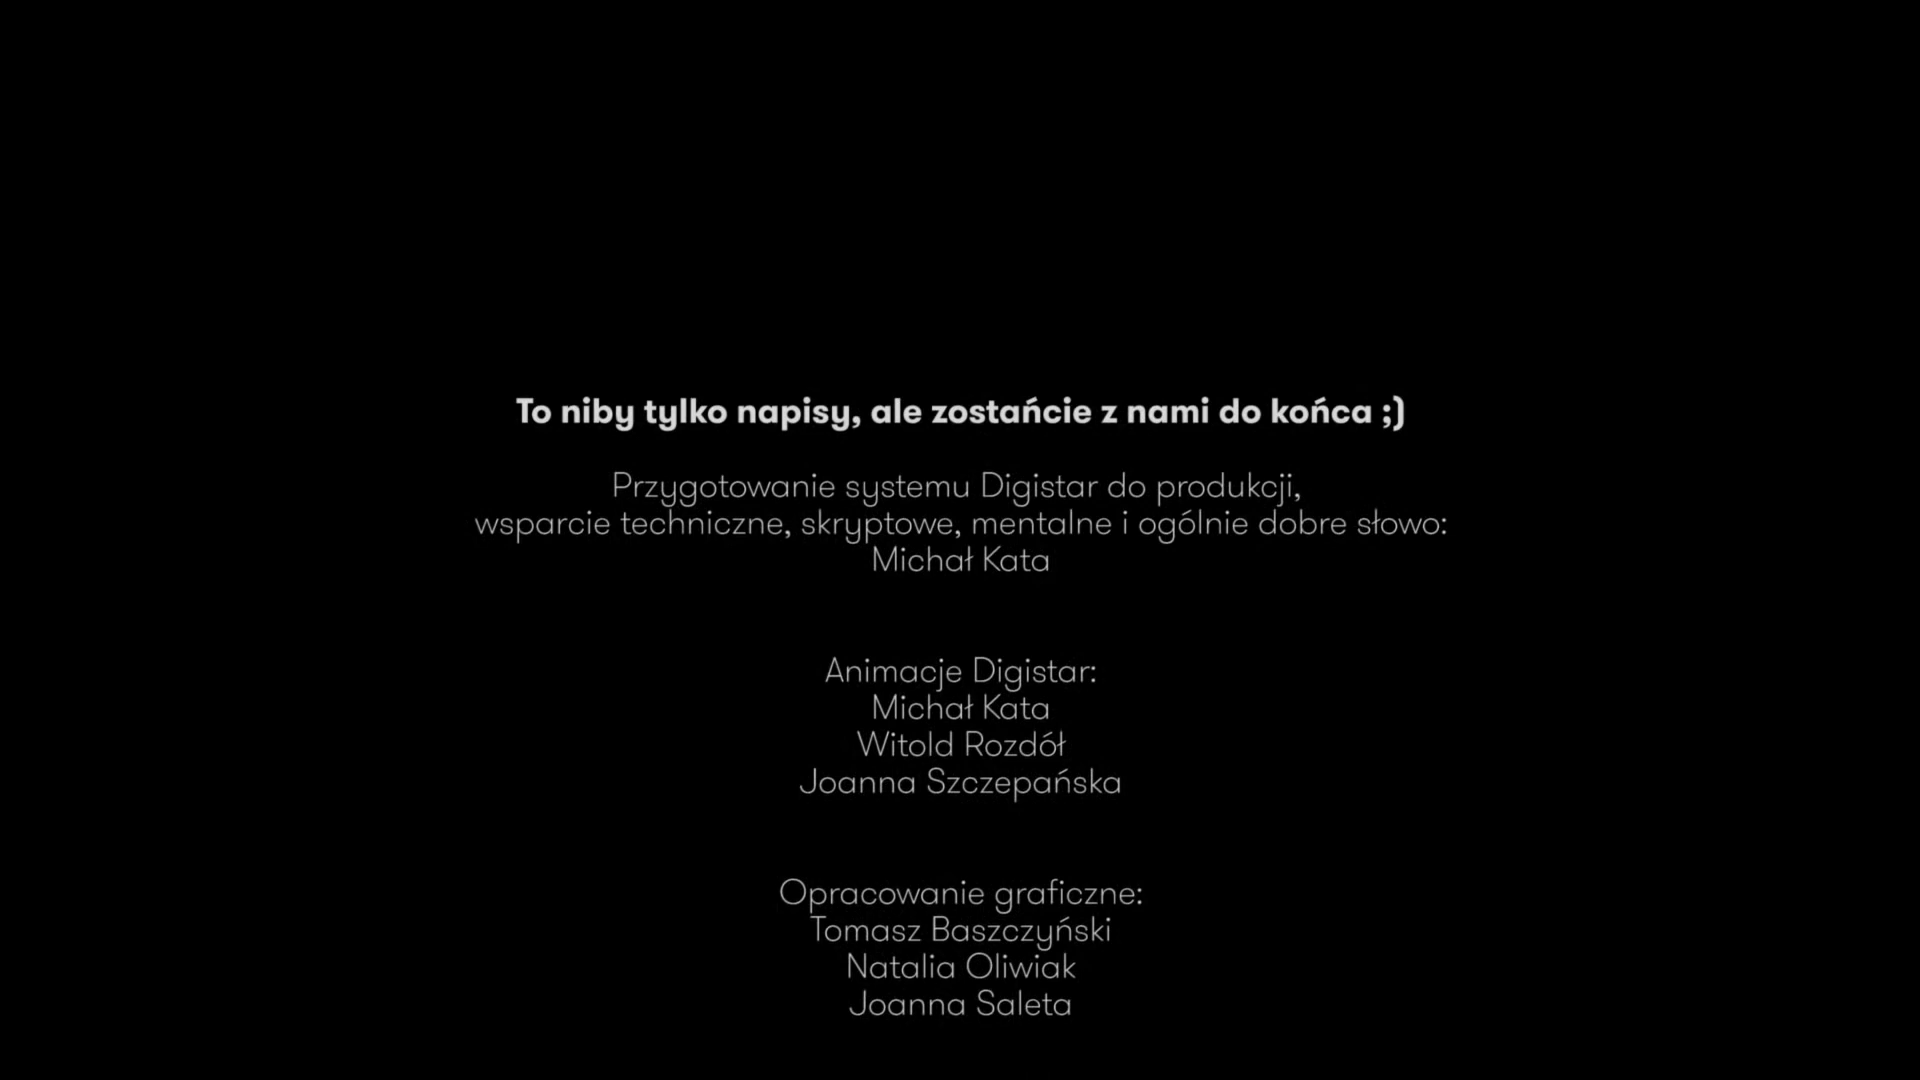 To niby tylko napisy, ale zostańcie z nami do końca ;)
Przygotowanie systemu Digistar do produkcji,
wsparcie techniczne, skryptowe, mentalne i ogólnie dobre słowo:
Michał Kata
Animacje Digistar:
Michał Kata
Witold Rozdół
Joanna Szczepańska
Opracowanie graficzne:
Tomasz Baszczyński
Natalia Oliwiak
Joanna Saleta